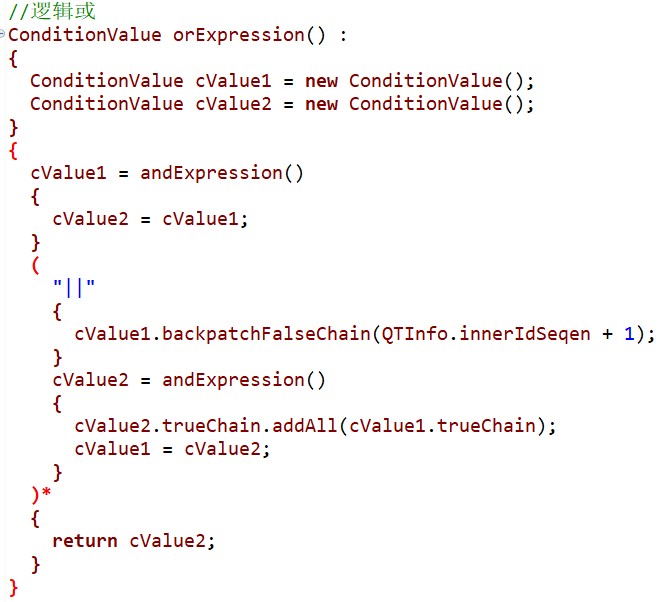 //逻辑或
ConditionValue orExpression() :
{
  ConditionValue cValue1 = new ConditionValue();
  ConditionValue cValue2 = new ConditionValue();
}
{
  cValue1 = andExpression()
  {
    cValue2 = cValue1;
  }
  (
    "||"
    {
      cValue1.backpatchFalseChain(QTInfo.innerIdSeqen + 1);
    }
    cValue2 = andExpression()
    {
      cValue2.trueChain.addAll(cValue1.trueChain);
      cValue1 = cValue2;
    }
  )*
  {
    return cValue2;
  }
}